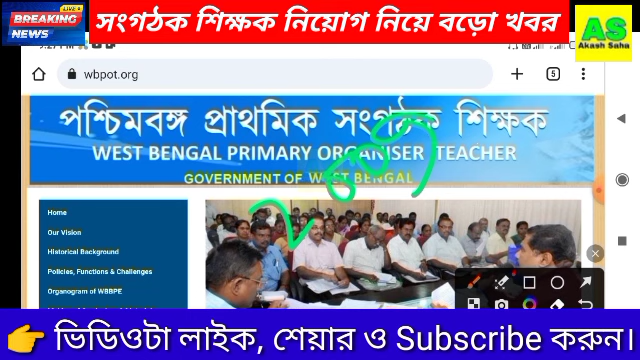 LIVE
BREAKING
NEWS
সংগঠক শিক্ষক নিয়োগ নিয়ে বড়ো খবর
AS
Akash Saha
wbpot.org
5
পশ্চিমবঙ্গ প্রাথমিক সংগঠক শিক্ষক
WEST BENGAL PRIMARY ORGANISER TEACHER
GOVERNMENT OF WEST BENGAL
Home
Our Vision
Historical Background
Policies, Functions & Challenges
Organogram of WBBPE
👉 ভিডিওটা লাইক, শেয়ার ও Subscribe করুন।